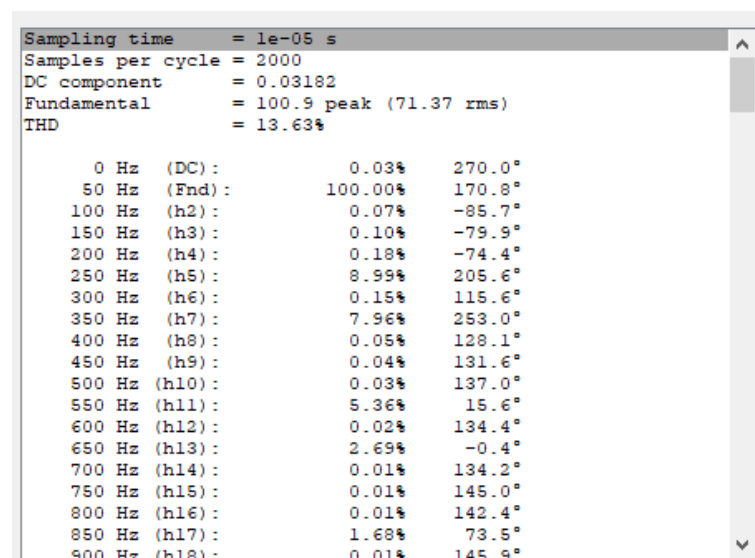 Sampling time = 1e-05 s
Samples per cycle = 2000
DC component = 0.03182
Fundamental = 100.9 peak (71.37 rms)
THD = 13.63%
0 Hz (DC): 0.03% 270.0°
50 Hz (Fnd): 100.00% 170.8°
100 Hz (h2): 0.07% -85.7°
150 Hz (h3): 0.10% -79.9°
200 Hz (h4): 0.18% -74.4°
250 Hz (h5): 8.99% 205.6°
300 Hz (h6): 0.15% 115.6°
350 Hz (h7): 7.96% 253.0°
400 Hz (h8): 0.05% 128.1°
450 Hz (h9): 0.04% 131.6°
500 Hz (h10): 0.03% 137.0°
550 Hz (h11): 5.36% 15.6°
600 Hz (h12): 0.02% 134.4°
650 Hz (h13): 2.69% -0.4°
700 Hz (h14): 0.01% 134.2°
750 Hz (h15): 0.01% 145.0°
800 Hz (h16): 0.01% 142.4°
850 Hz (h17): 1.68% 73.5°
900 Hz (h18): 0.01% 145.9°